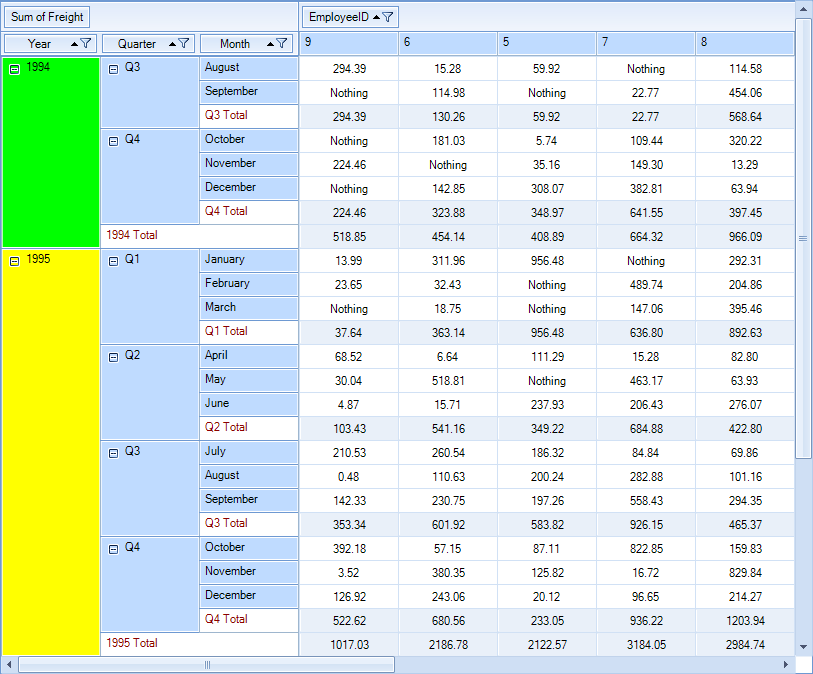 Sum of Freight EmployeeID
Year Quarter Month 9 6 5 7 8
1994 Q3 August 294.39 15.28 59.92 Nothing 114.58
September Nothing 114.98 Nothing 22.77 454.06
Q3 Total 294.39 130.26 59.92 22.77 568.64
Q4 October Nothing 181.03 5.74 109.44 320.22
November 224.46 Nothing 35.16 149.30 13.29
December Nothing 142.85 308.07 382.81 63.94
Q4 Total 224.46 323.88 348.97 641.55 397.45
1994 Total 518.85 454.14 408.89 664.32 966.09
1995 Q1 January 13.99 311.96 956.48 Nothing 292.31
February 23.65 32.43 Nothing 489.74 204.86
March Nothing 18.75 Nothing 147.06 395.46
Q1 Total 37.64 363.14 956.48 636.80 892.63
Q2 April 68.52 6.64 111.29 15.28 82.80
May 30.04 518.81 Nothing 463.17 63.93
June 4.87 15.71 237.93 206.43 276.07
Q2 Total 103.43 541.16 349.22 684.88 422.80
Q3 July 210.53 260.54 186.32 84.84 69.86
August 0.48 110.63 200.24 282.88 101.16
September 142.33 230.75 197.26 558.43 294.35
Q3 Total 353.34 601.92 583.82 926.15 465.37
Q4 October 392.18 57.15 87.11 822.85 159.83
November 3.52 380.35 125.82 16.72 829.84
December 126.92 243.06 20.12 96.65 214.27
Q4 Total 522.62 680.56 233.05 936.22 1203.94
1995 Total 1017.03 2186.78 2122.57 3184.05 2984.74